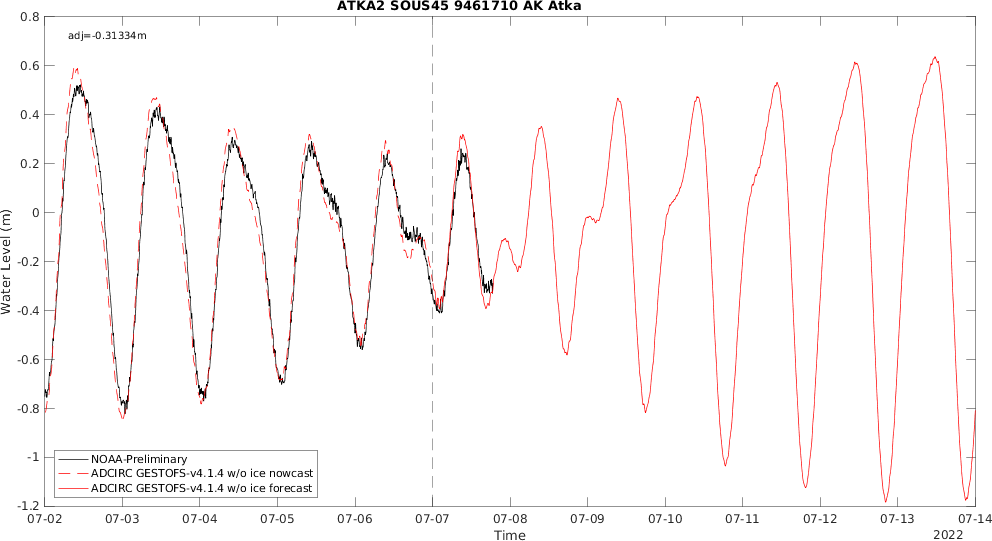 ATKA2 SOUS45 9461710 AK Atka
adj=-0.31334m
0.8
0.6
0.4
0.2
0
-0.2
-0.4
-0.6
-0.8
-1
-1.2
Water Level (m)
NOAA-Preliminary
ADCIRC GESTOFS-v4.1.4 w/o ice nowcast
ADCIRC GESTOFS-v4.1.4 w/o ice forecast
07-02 07-03 07-04 07-05 07-06 07-07 07-08 07-09 07-10 07-11 07-12 07-13 07-14
Time
2022